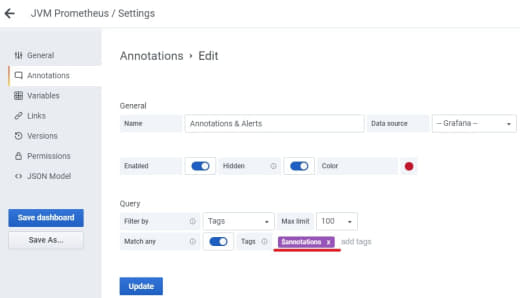 JVM Prometheus / Settings
General
Annotations
Variables
Links
Versions
Permissions
JSON Model
Save dashboard
Save As...
Annotations › Edit
General
Name Annotations & Alerts Data source -- Grafana --
Enabled Hidden Color
Query
Filter by Tags Max limit 100
Match any Tags $annotations x add tags
Update